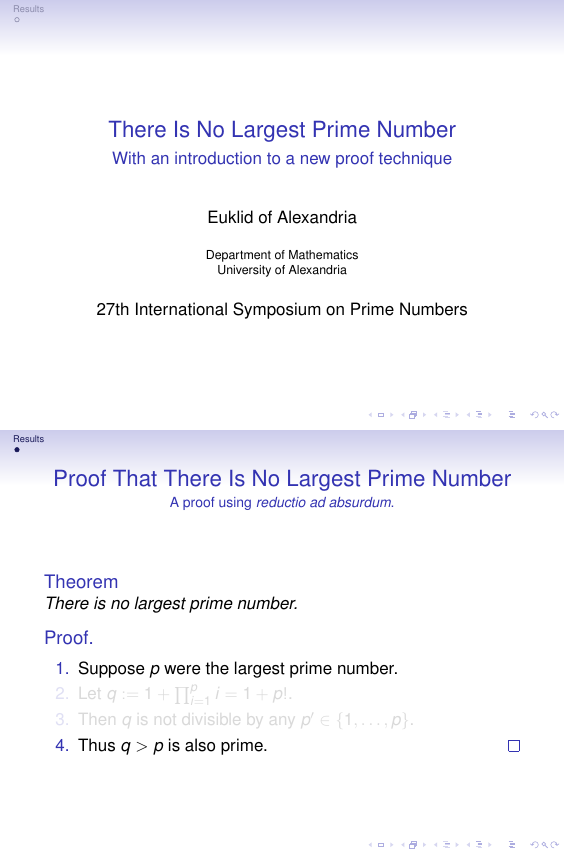 Results
There Is No Largest Prime Number
With an introduction to a new proof technique
Euklid of Alexandria
Department of Mathematics
University of Alexandria
27th International Symposium on Prime Numbers
Results
Proof That There Is No Largest Prime Number
A proof using reductio ad absurdum.
Theorem
There is no largest prime number.
Proof.
1. Suppose p were the largest prime number.
2. Let q := 1 + ∏ᵖᵢ₌₁ i = 1 + p!.
3. Then q is not divisible by any p′ ∈ {1, . . . , p}.
4. Thus q > p is also prime.